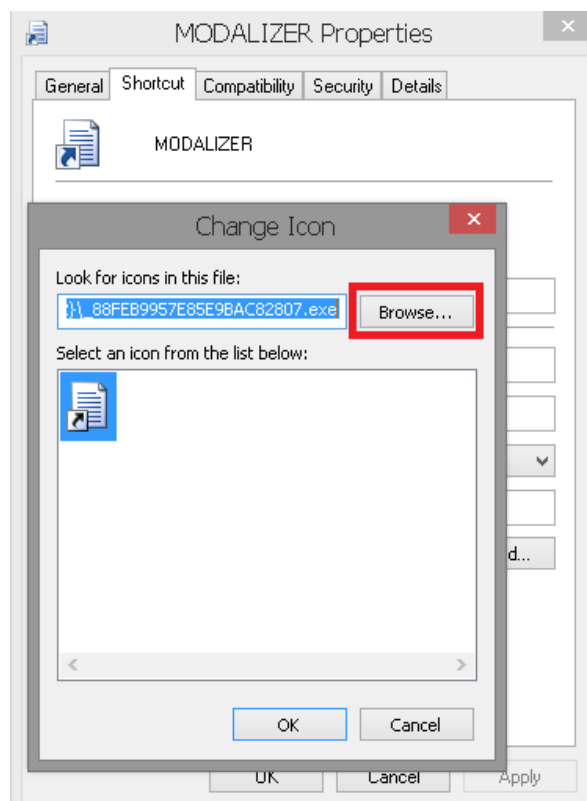 MODALIZER Properties
General Shortcut Compatibility Security Details
MODALIZER
Change Icon
Look for icons in this file:
}\_88FEB9957E85E9BAC82807.exe Browse...
Select an icon from the list below:
d...
OK Cancel
OK Cancel Apply